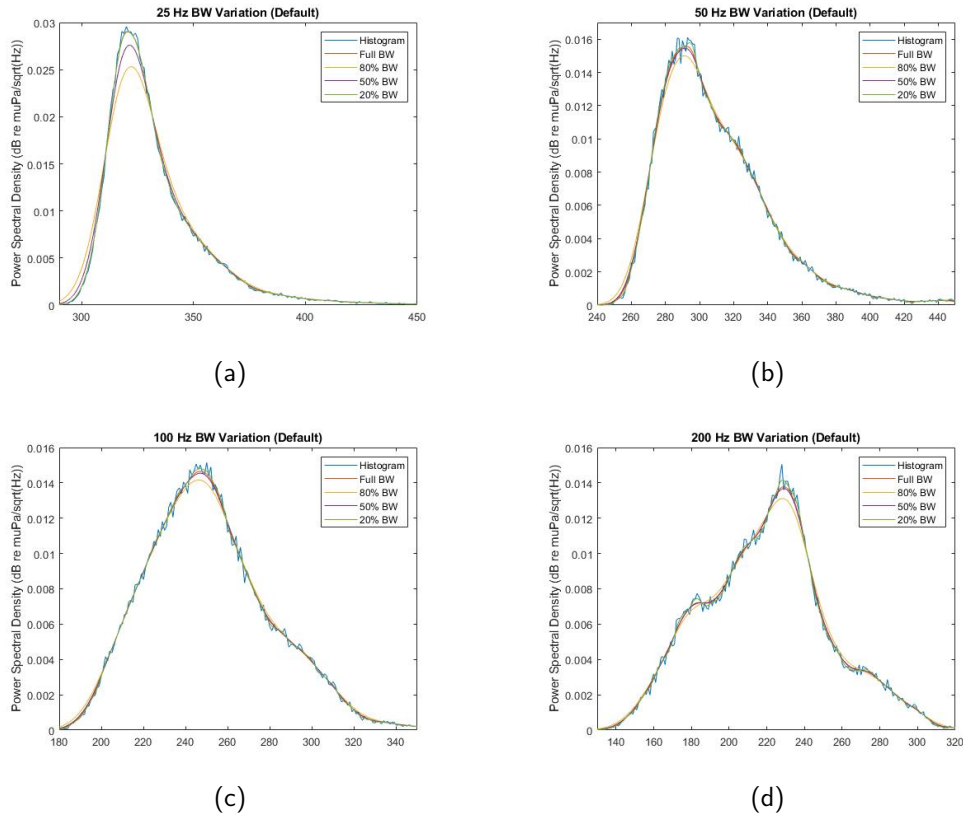 25 Hz BW Variation (Default)
Power Spectral Density (dB re muPa/sqrt(Hz))
0.03
0.025
0.02
0.015
0.01
0.005
0
300
350
400
450
Histogram
Full BW
80% BW
50% BW
20% BW
(a)
50 Hz BW Variation (Default)
Power Spectral Density (dB re muPa/sqrt(Hz))
0.016
0.014
0.012
0.01
0.008
0.006
0.004
0.002
0
240
260
280
300
320
340
360
380
400
420
440
Histogram
Full BW
80% BW
50% BW
20% BW
(b)
100 Hz BW Variation (Default)
Power Spectral Density (dB re muPa/sqrt(Hz))
0.016
0.014
0.012
0.01
0.008
0.006
0.004
0.002
0
180
200
220
240
260
280
300
320
340
Histogram
Full BW
80% BW
50% BW
20% BW
(c)
200 Hz BW Variation (Default)
Power Spectral Density (dB re muPa/sqrt(Hz))
0.016
0.014
0.012
0.01
0.008
0.006
0.004
0.002
0
140
160
180
200
220
240
260
280
300
320
Histogram
Full BW
80% BW
50% BW
20% BW
(d)